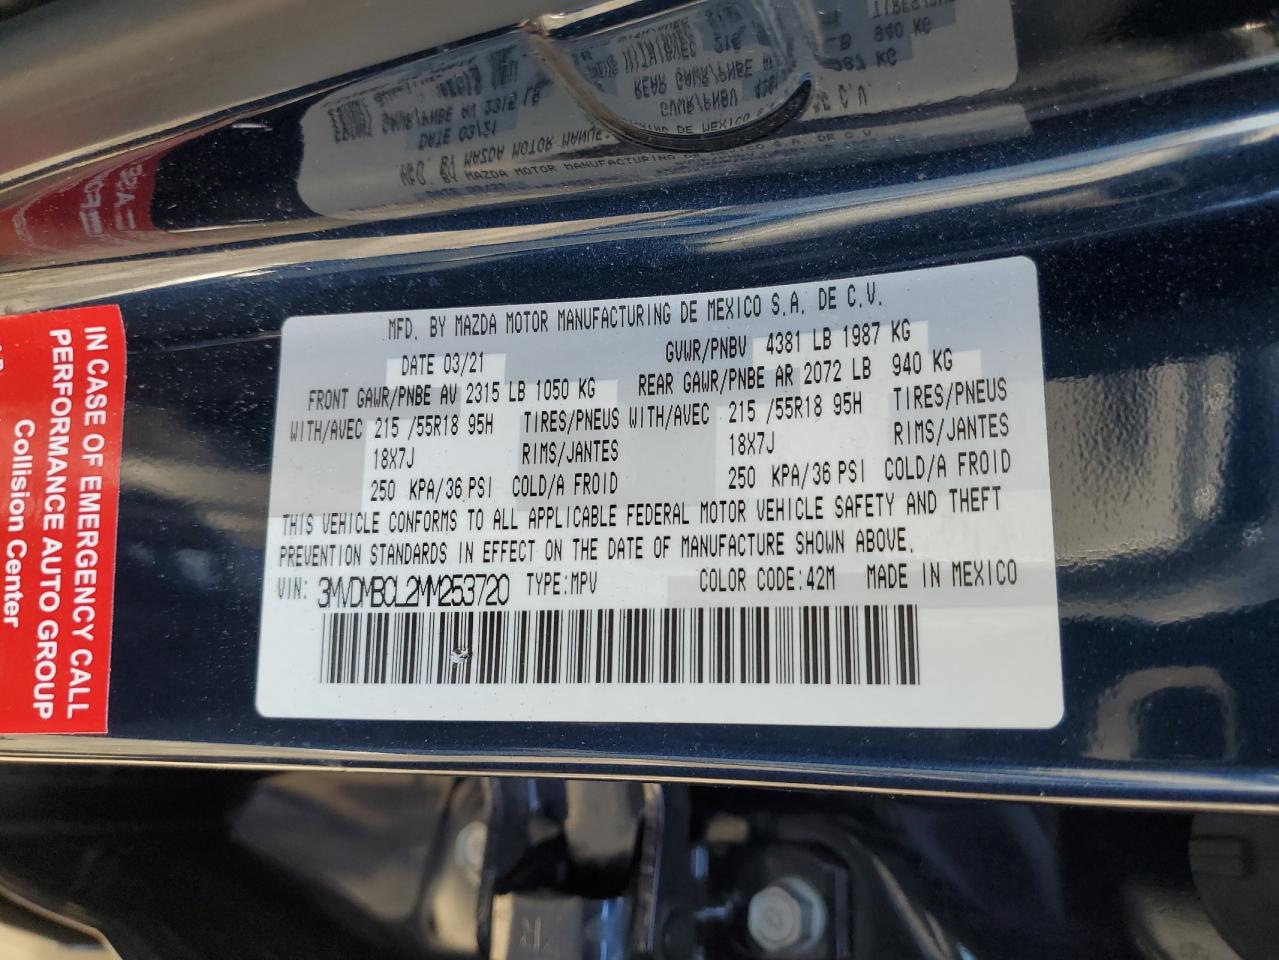 MFD. BY MAZDA MOTOR MANUFACTURING DE MEXICO S.A. DE C.V.
DATE 03/21 GVWR/PNBV 4381 LB 1987 KG
FRONT GAWR/PNBE AV 2315 LB 1050 KG REAR GAWR/PNBE AR 2072 LB 940 KG
WITH/AVEC 215 /55R18 95H TIRES/PNEUS WITH/AVEC 215 /55R18 95H TIRES/PNEUS
18X7J RIMS/JANTES 18X7J RIMS/JANTES
250 KPA/36 PSI COLD/A FROID 250 KPA/36 PSI COLD/A FROID
THIS VEHICLE CONFORMS TO ALL APPLICABLE FEDERAL MOTOR VEHICLE SAFETY AND THEFT
PREVENTION STANDARDS IN EFFECT ON THE DATE OF MANUFACTURE SHOWN ABOVE.
VIN: 3MVDMBCL2MM253720 TYPE:MPV COLOR CODE:42M MADE IN MEXICO
IN CASE OF EMERGENCY CALL
PERFORMANCE AUTO GROUP
Collision Center